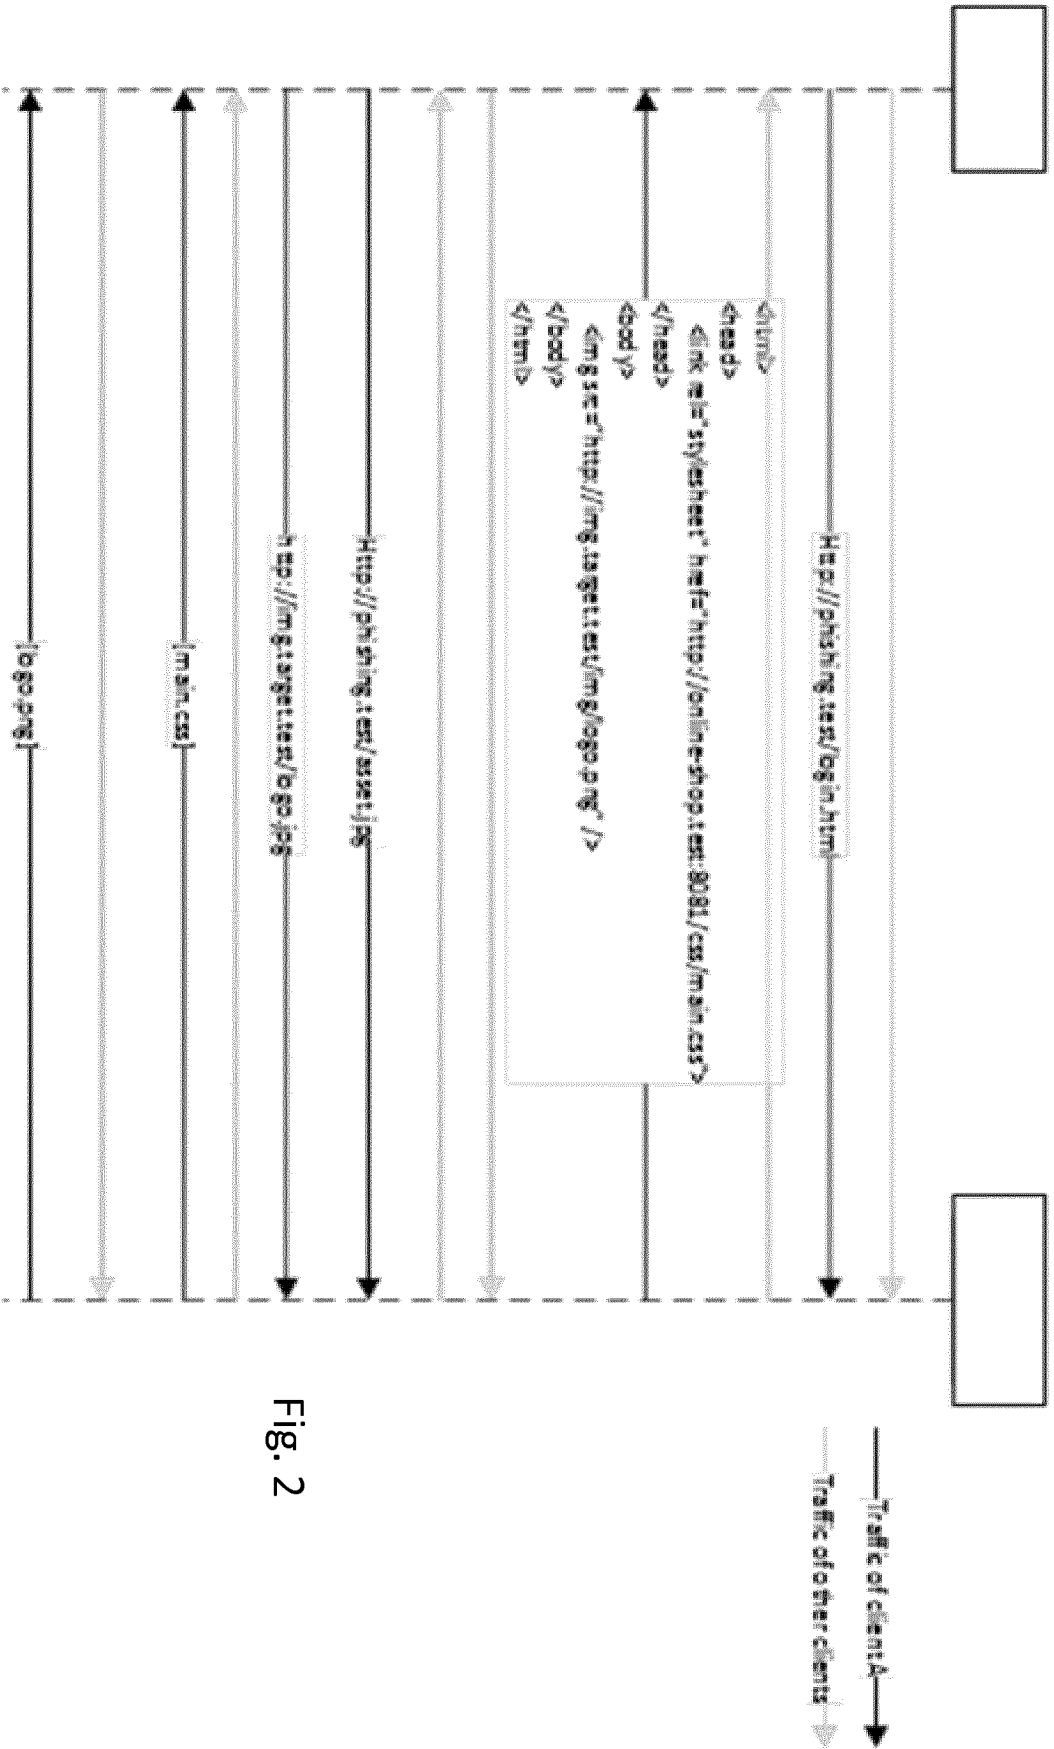 Traffic of client A
Traffic of other clients
Http://phishing.test/login.html
<html>
<head>
<link rel="stylesheet" href="http://online-shop.test:8081/css/main.css">
</head>
<body>
<img src="http://img.target.test/img/logo.png" />
</body>
</html>
Http://phishing.test/asset.jpg
http://img.target.test/logo.jpg
[main.css]
[logo.png]
Fig. 2